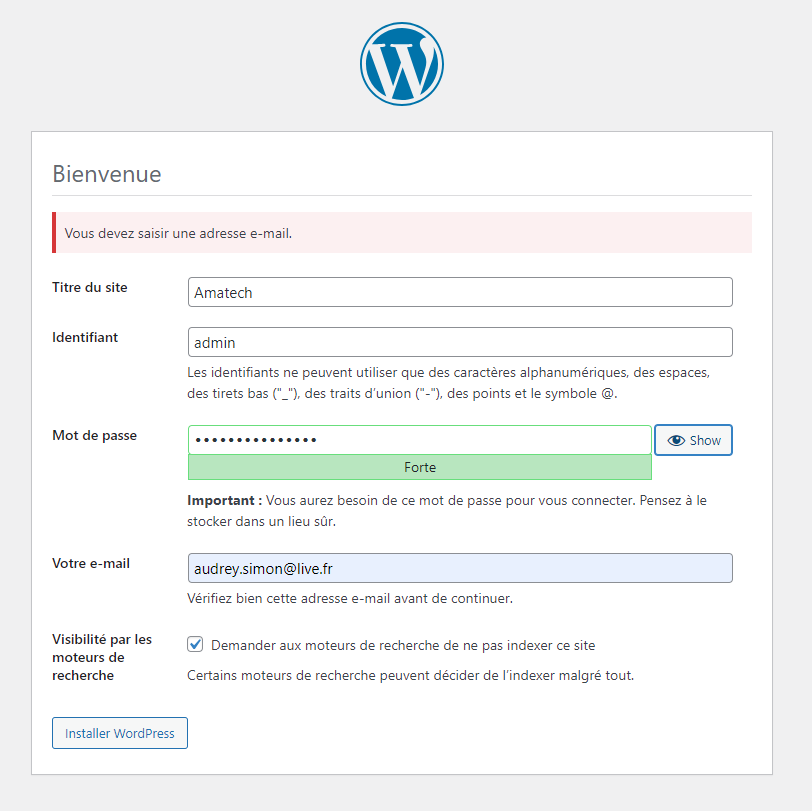 Bienvenue
Vous devez saisir une adresse e-mail.
Titre du site
Amatech
Identifiant
admin
Les identifiants ne peuvent utiliser que des caractères alphanumériques, des espaces,
des tirets bas ("_"), des traits d’union ("-"), des points et le symbole @.
Mot de passe
•••••••••••••••
Show
Forte
Important : Vous aurez besoin de ce mot de passe pour vous connecter. Pensez à le
stocker dans un lieu sûr.
Votre e-mail
audrey.simon@live.fr
Vérifiez bien cette adresse e-mail avant de continuer.
Visibilité par les
moteurs de
recherche
Demander aux moteurs de recherche de ne pas indexer ce site
Certains moteurs de recherche peuvent décider de l’indexer malgré tout.
Installer WordPress